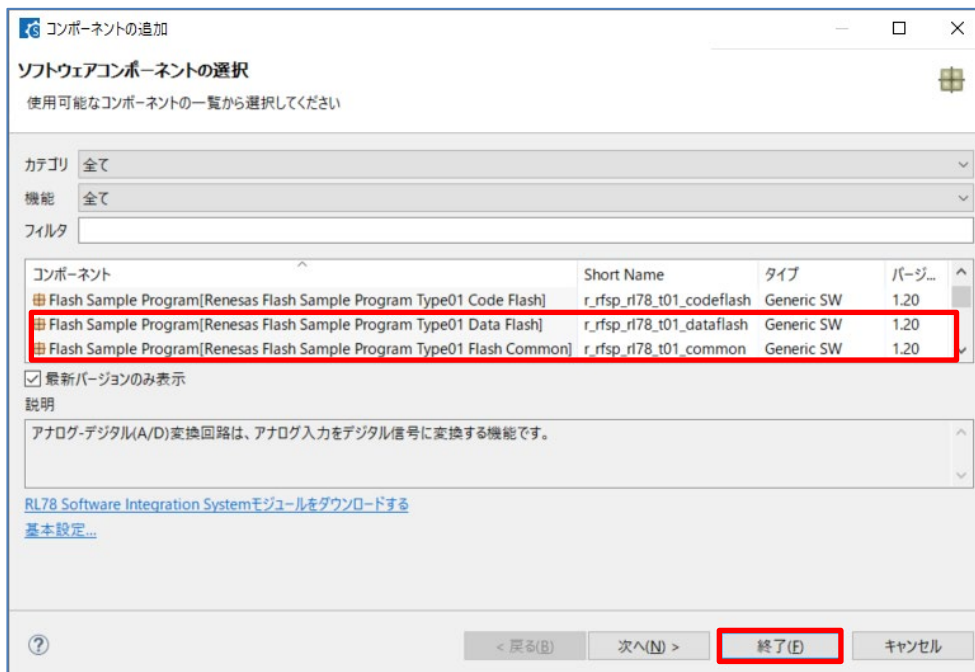 コンポーネントの追加
ソフトウェアコンポーネントの選択
使用可能なコンポーネントの一覧から選択してください
カテゴリ 全て
機能 全て
フィルタ
コンポーネント Short Name タイプ バージ...
Flash Sample Program[Renesas Flash Sample Program Type01 Code Flash] r_rfsp_rl78_t01_codeflash Generic SW 1.20
Flash Sample Program[Renesas Flash Sample Program Type01 Data Flash] r_rfsp_rl78_t01_dataflash Generic SW 1.20
Flash Sample Program[Renesas Flash Sample Program Type01 Flash Common] r_rfsp_rl78_t01_common Generic SW 1.20
最新バージョンのみ表示
説明
アナログ-デジタル(A/D)変換回路は、アナログ入力をデジタル信号に変換する機能です。
RL78 Software Integration Systemモジュールをダウンロードする
基本設定...
< 戻る(B) 次へ(N) > 終了(F) キャンセル